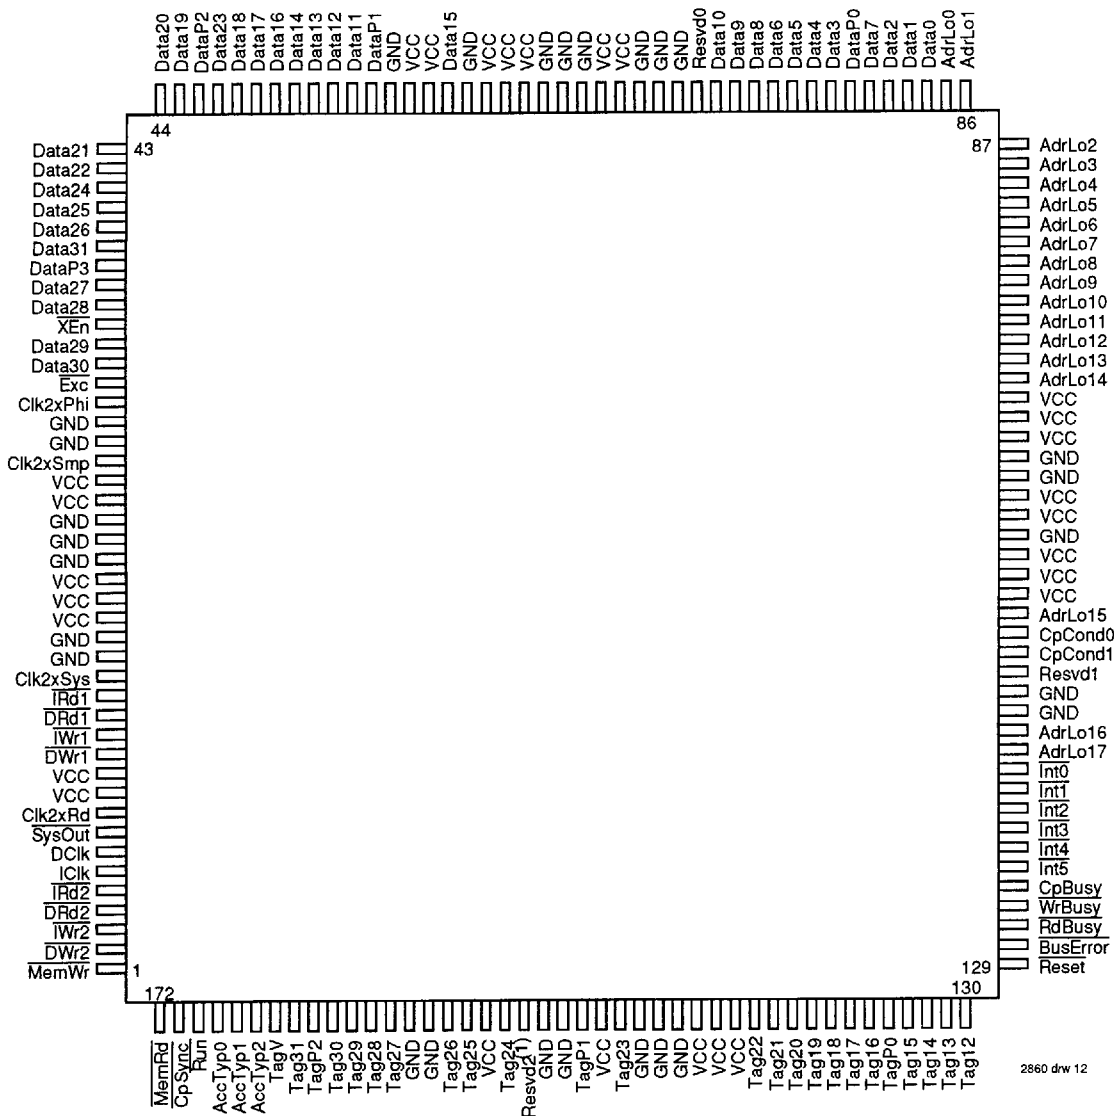 Data20
Data19
DataP2
Data23
Data18
Data17
Data16
Data14
Data13
Data12
Data11
DataP1
GND
VCC
VCC
Data15
GND
VCC
VCC
VCC
GND
GND
GND
VCC
VCC
GND
GND
GND
Resvd0
Data10
Data9
Data8
Data6
Data5
Data4
Data3
DataP0
Data7
Data2
Data1
Data0
AdrLo0
AdrLo1
44
86
43
87
Data21
Data22
Data24
Data25
Data26
Data31
DataP3
Data27
Data28
XEn
Data29
Data30
Exc
Clk2xPhi
GND
GND
Clk2xSmp
VCC
VCC
GND
GND
GND
VCC
VCC
VCC
GND
GND
Clk2xSys
IRd1
DRd1
IWr1
DWr1
VCC
VCC
Clk2xRd
SysOut
DClk
IClk
IRd2
DRd2
IWr2
DWr2
MemWr
AdrLo2
AdrLo3
AdrLo4
AdrLo5
AdrLo6
AdrLo7
AdrLo8
AdrLo9
AdrLo10
AdrLo11
AdrLo12
AdrLo13
AdrLo14
VCC
VCC
VCC
GND
GND
VCC
VCC
GND
VCC
VCC
VCC
AdrLo15
CpCond0
CpCond1
Resvd1
GND
GND
AdrLo16
AdrLo17
Int0
Int1
Int2
Int3
Int4
Int5
CpBusy
WrBusy
RdBusy
BusError
Reset
1
129
172
130
MemRd
CpSync
Run
AccTyp0
AccTyp1
AccTyp2
TagV
Tag31
TagP2
Tag30
Tag29
Tag28
Tag27
GND
GND
Tag26
Tag25
VCC
Tag24
Resvd2(1)
GND
GND
TagP1
VCC
Tag23
GND
GND
GND
VCC
VCC
VCC
Tag22
Tag21
Tag20
Tag19
Tag18
Tag17
Tag16
TagP0
Tag15
Tag14
Tag13
Tag12
2860 drw 12